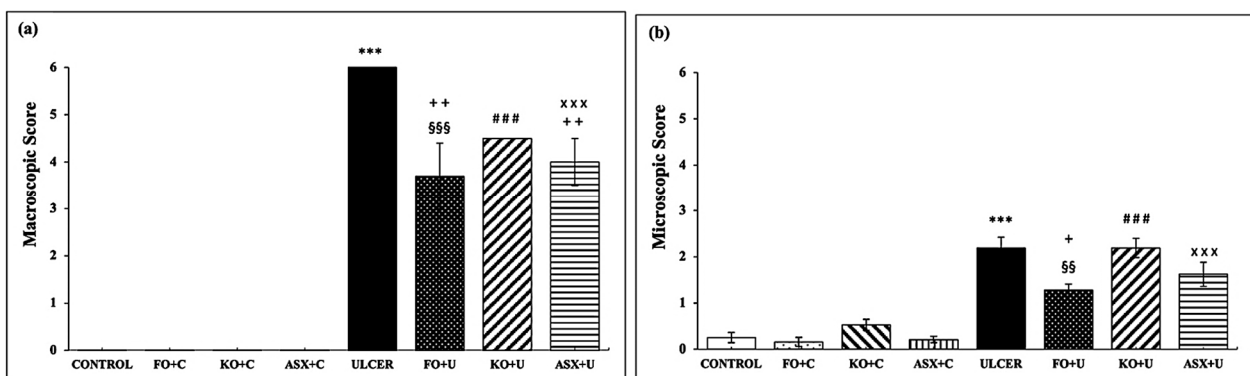 (a)
Macroscopic Score
6
5
4
3
2
1
0
***
+ +
§§§
###
xxx
++
CONTROL FO+C KO+C ASX+C ULCER FO+U KO+U ASX+U
(b)
Microscopic Score
6
5
4
3
2
1
0
***
+
§§
###
xxx
CONTROL FO+C KO+C ASX+C ULCER FO+U KO+U ASX+U